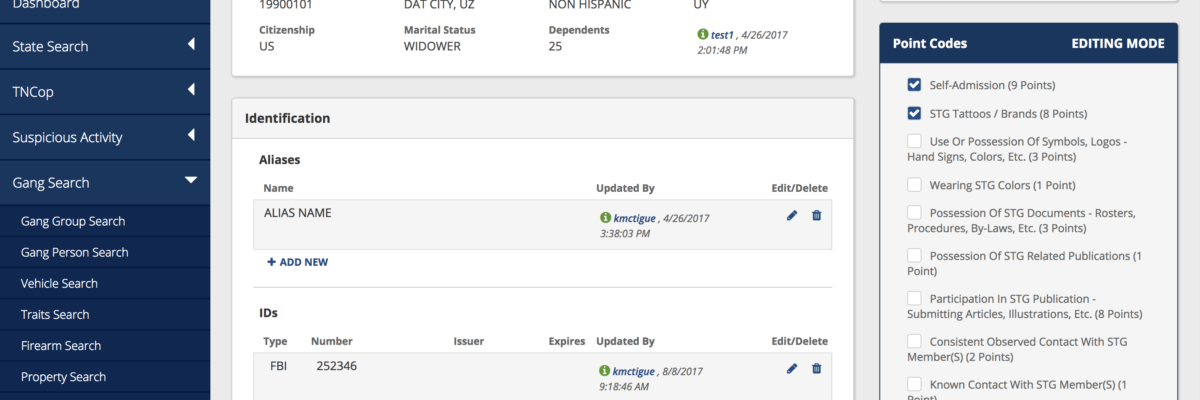 Dashboard
State Search
TNCop
Suspicious Activity
Gang Search
Gang Group Search
Gang Person Search
Vehicle Search
Traits Search
Firearm Search
Property Search
19900101
DAT CITY, UZ
NON HISPANIC
UY
Citizenship
Marital Status
Dependents
US
WIDOWER
25
test1 , 4/26/2017
2:01:48 PM
Identification
Aliases
Name
Updated By
Edit/Delete
ALIAS NAME
kmctigue , 4/26/2017
3:38:03 PM
+ ADD NEW
IDs
Type Number Issuer Expires Updated By Edit/Delete
FBI 252346
kmctigue , 8/8/2017
9:18:46 AM
Point Codes EDITING MODE
Self-Admission (9 Points)
STG Tattoos / Brands (8 Points)
Use Or Possession Of Symbols, Logos -
Hand Signs, Colors, Etc. (3 Points)
Wearing STG Colors (1 Point)
Possession Of STG Documents - Rosters,
Procedures, By-Laws, Etc. (3 Points)
Possession Of STG Related Publications (1
Point)
Participation In STG Publication -
Submitting Articles, Illustrations, Etc. (8 Points)
Consistent Observed Contact With STG
Member(S) (2 Points)
Known Contact With STG Member(S) (1
Point)